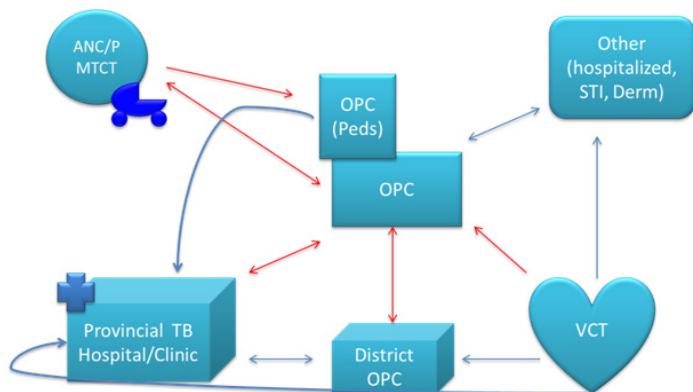 ANC/P
MTCT
OPC
(Peds)
Other
(hospitalized,
STI, Derm)
OPC
Provincial TB
Hospital/Clinic
District
OPC
VCT